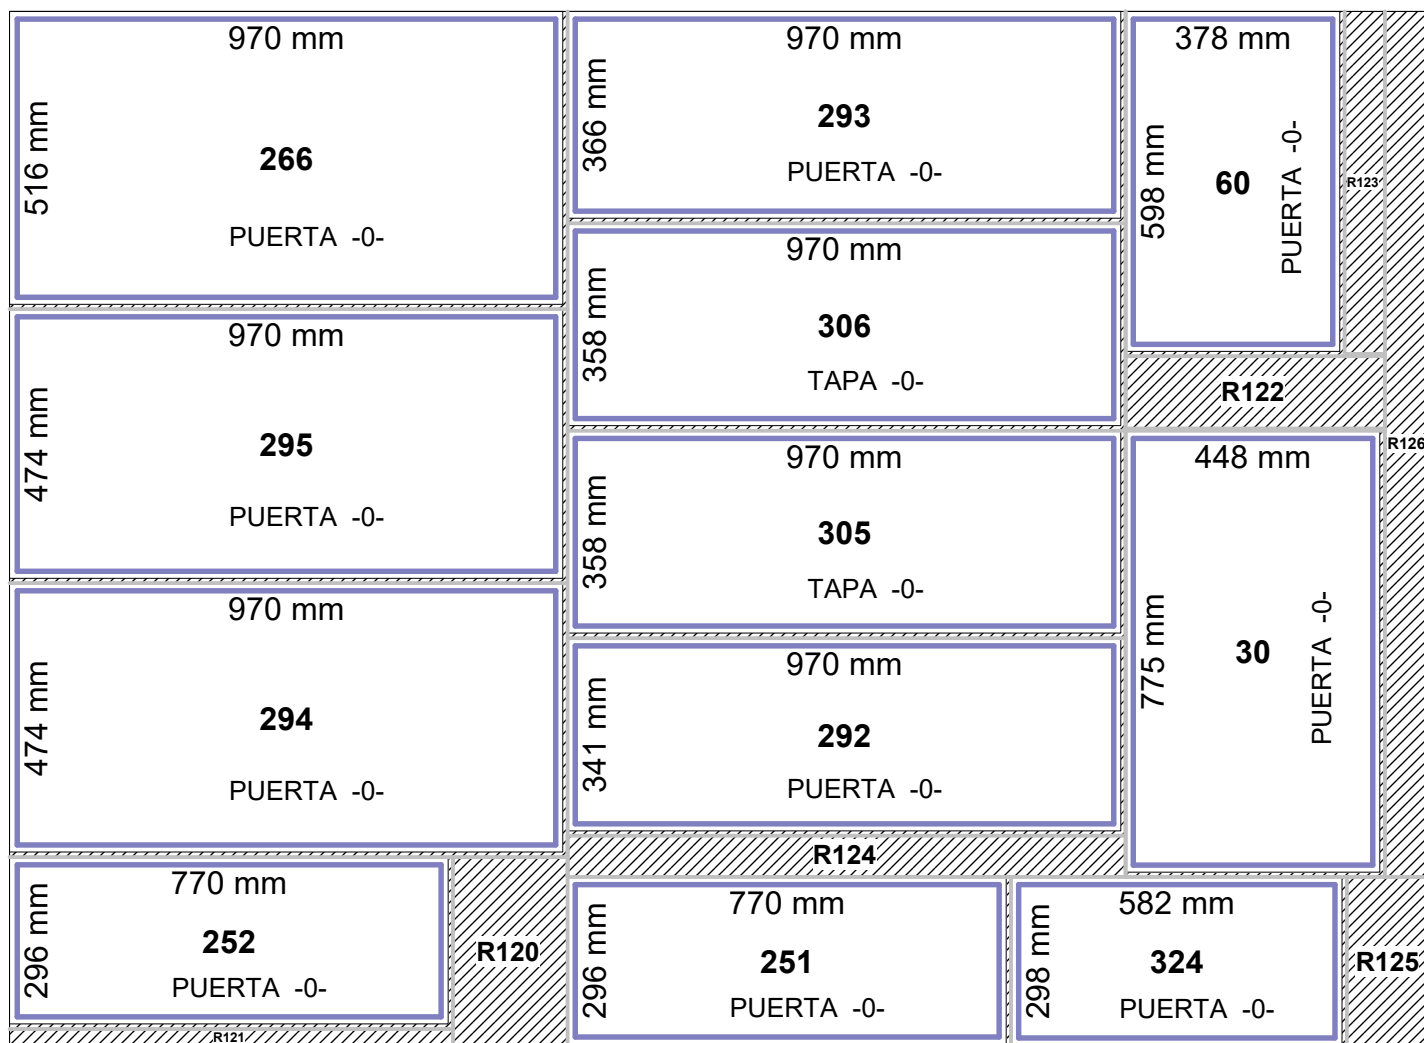 970 mm
516 mm
266
PUERTA -0-
970 mm
474 mm
295
PUERTA -0-
970 mm
474 mm
294
PUERTA -0-
770 mm
296 mm
252
PUERTA -0-
R120
R121
970 mm
366 mm
293
PUERTA -0-
970 mm
358 mm
306
TAPA -0-
970 mm
358 mm
305
TAPA -0-
970 mm
341 mm
292
PUERTA -0-
R124
770 mm
296 mm
251
PUERTA -0-
378 mm
598 mm
60
PUERTA -0-
R123
R122
448 mm
775 mm
30
PUERTA -0-
R126
582 mm
298 mm
324
PUERTA -0-
R125